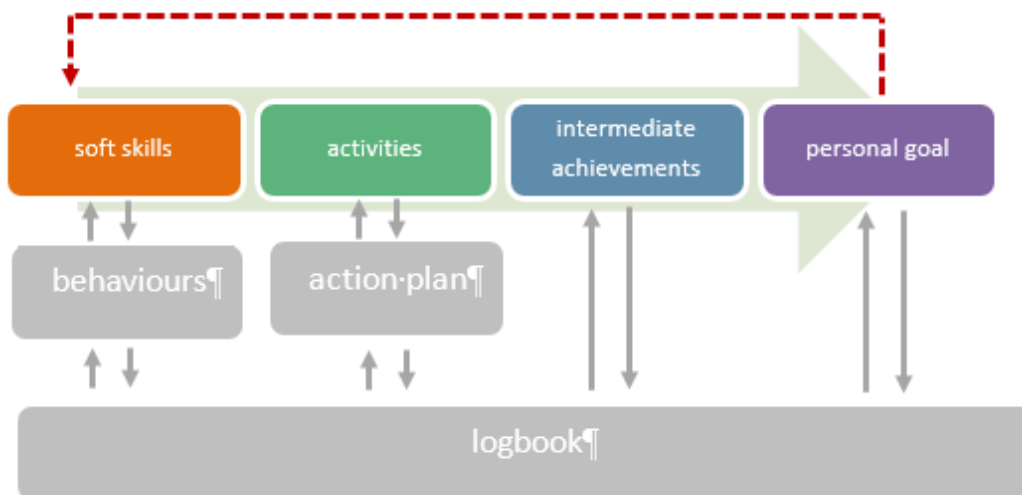 soft skills
activities
intermediate
achievements
personal goal
behaviours¶
action·plan¶
logbook¶